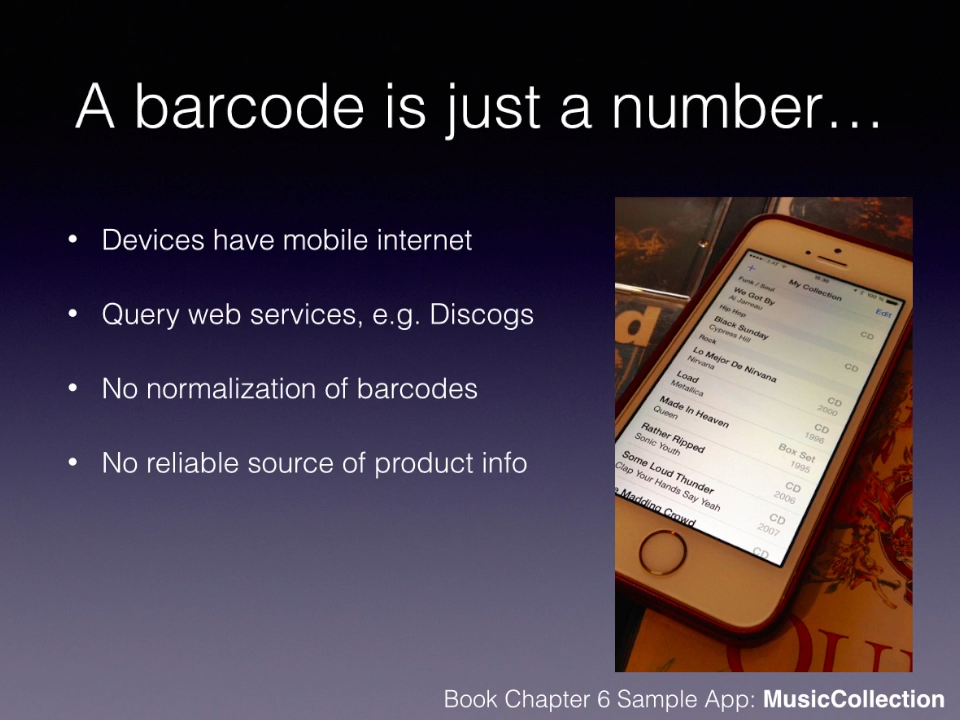 A barcode is just a number…
• Devices have mobile internet
• Query web services, e.g. Discogs
• No normalization of barcodes
• No reliable source of product info
My Collection
Edit
Funk / Soul
We Got By
Al Jarreau
CD
Hip Hop
Black Sunday
Cypress Hill
CD
Rock
Lo Mejor De Nirvana
Nirvana
CD
2000
Load
Metallica
CD
1996
Made In Heaven
Queen
Box Set
1995
Rather Ripped
Sonic Youth
CD
2006
Some Loud Thunder
Clap Your Hands Say Yeah
CD
2007
Madding Crowd
CD
Book Chapter 6 Sample App: MusicCollection